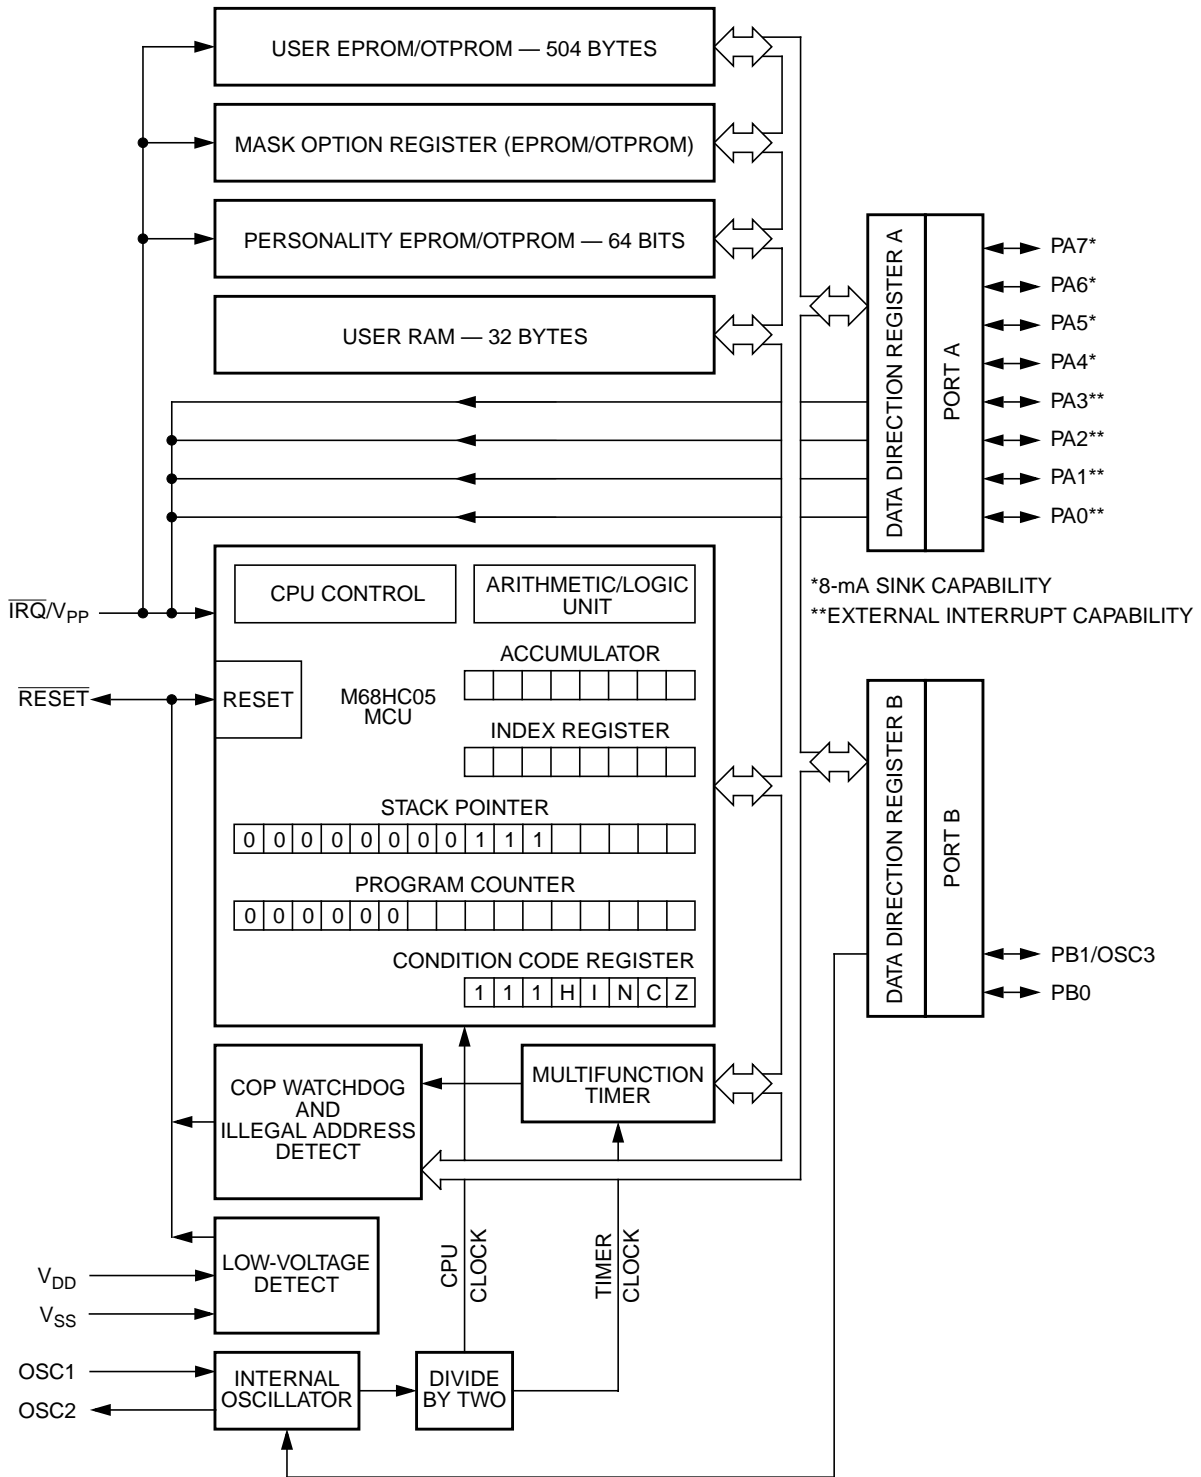 USER EPROM/OTPROM — 504 BYTES
MASK OPTION REGISTER (EPROM/OTPROM)
PERSONALITY EPROM/OTPROM — 64 BITS
USER RAM — 32 BYTES
DATA DIRECTION REGISTER A
PORT A
PA7*
PA6*
PA5*
PA4*
PA3**
PA2**
PA1**
PA0**
*8-mA SINK CAPABILITY
**EXTERNAL INTERRUPT CAPABILITY
IRQ/VPP
CPU CONTROL
ARITHMETIC/LOGIC
UNIT
RESET
RESET
M68HC05
MCU
ACCUMULATOR
INDEX REGISTER
STACK POINTER
0 0 0 0 0 0 0 0 1 1 1
PROGRAM COUNTER
0 0 0 0 0 0
CONDITION CODE REGISTER
1 1 1 H I N C Z
DATA DIRECTION REGISTER B
PORT B
PB1/OSC3
PB0
COP WATCHDOG
AND
ILLEGAL ADDRESS
DETECT
MULTIFUNCTION
TIMER
LOW-VOLTAGE
DETECT
VDD
VSS
CPU
CLOCK
TIMER
CLOCK
OSC1
OSC2
INTERNAL
OSCILLATOR
DIVIDE
BY TWO